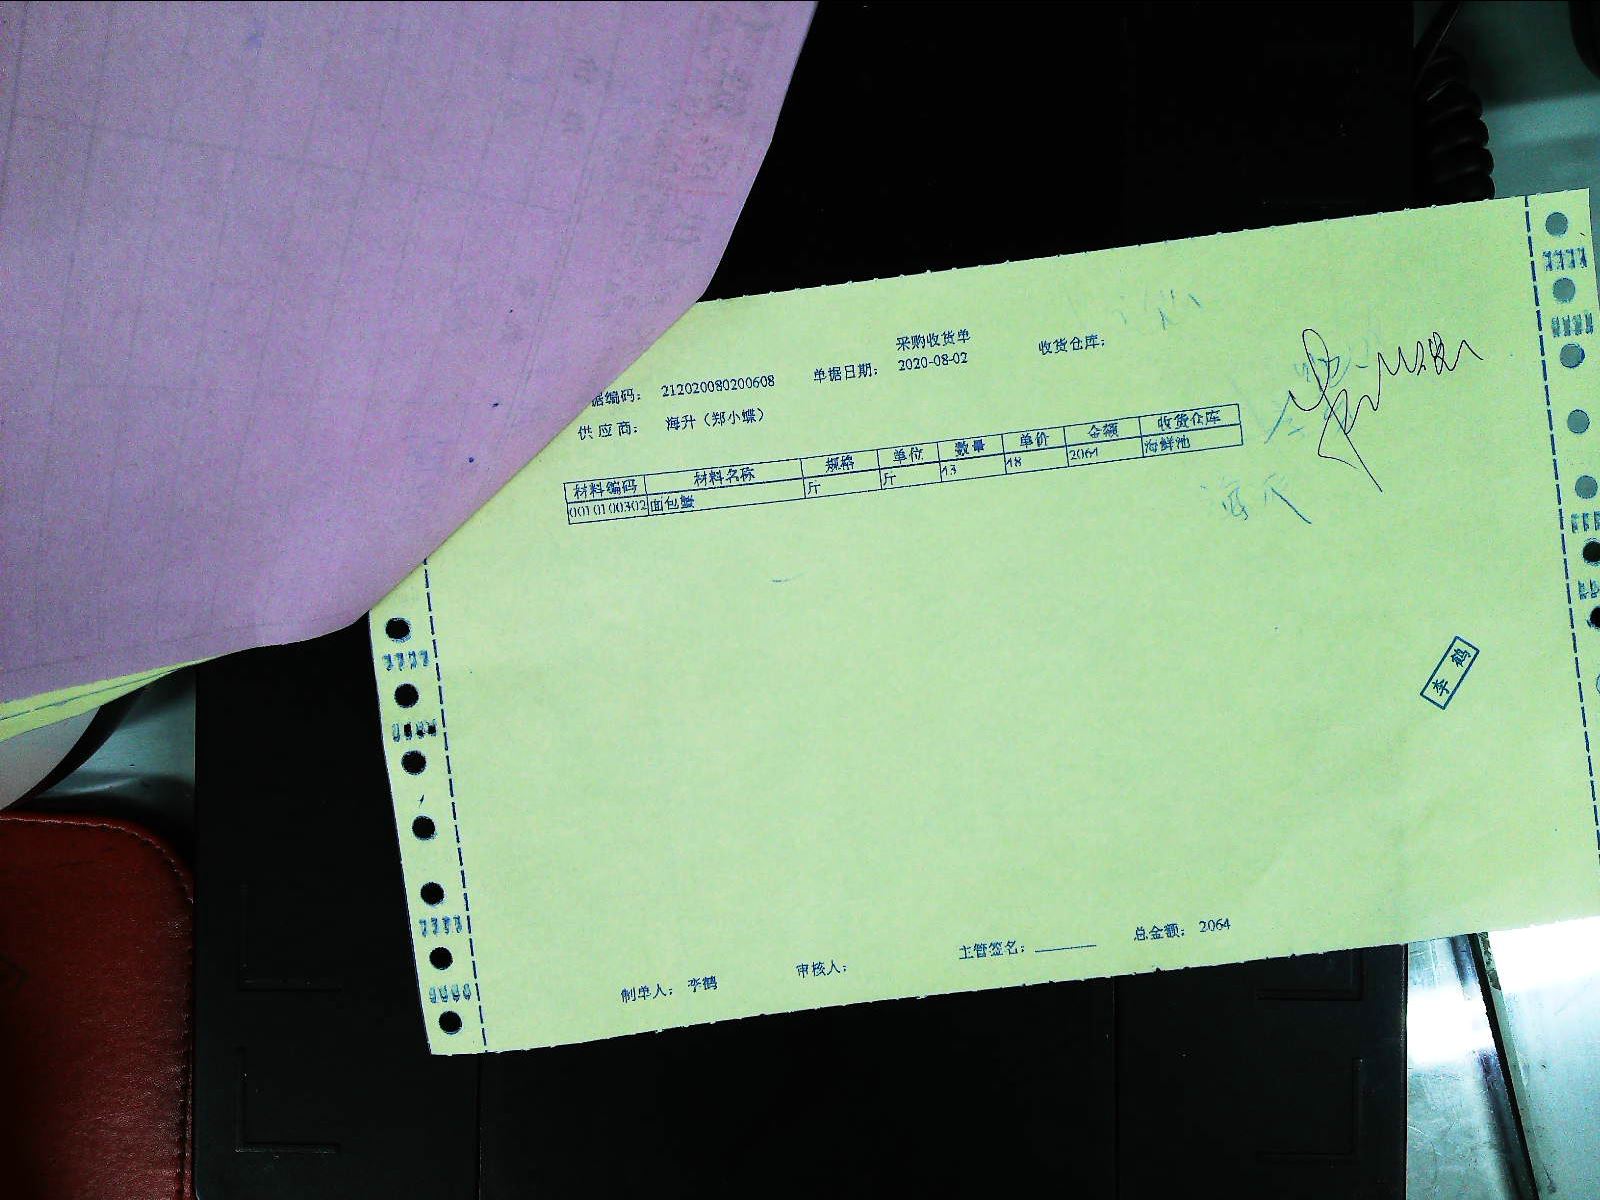 采购收货单
据编码: 212020080200608 单据日期: 2020-08-02 收货仓库:
供应商: 海升（郑小蝶）
材料编码 材料名称 规格 单位 数量 单价 金额 收货仓库
0010100302 面包蟹 斤 斤 43 48 2064 海鲜池
李鹤
制单人: 李鹤 审核人: 主管签名: 总金额: 2064